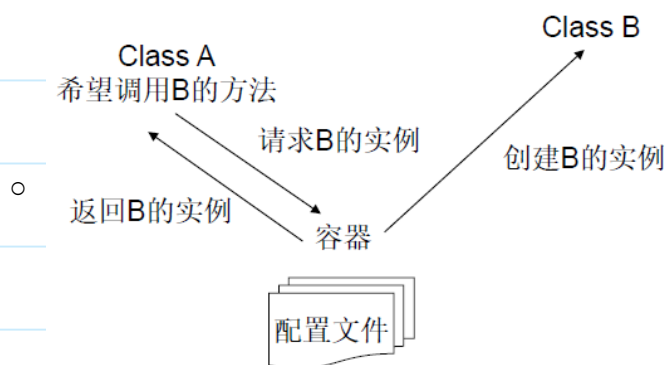 Class B
Class A
希望调用B的方法
请求B的实例
创建B的实例
返回B的实例
容器
配置文件